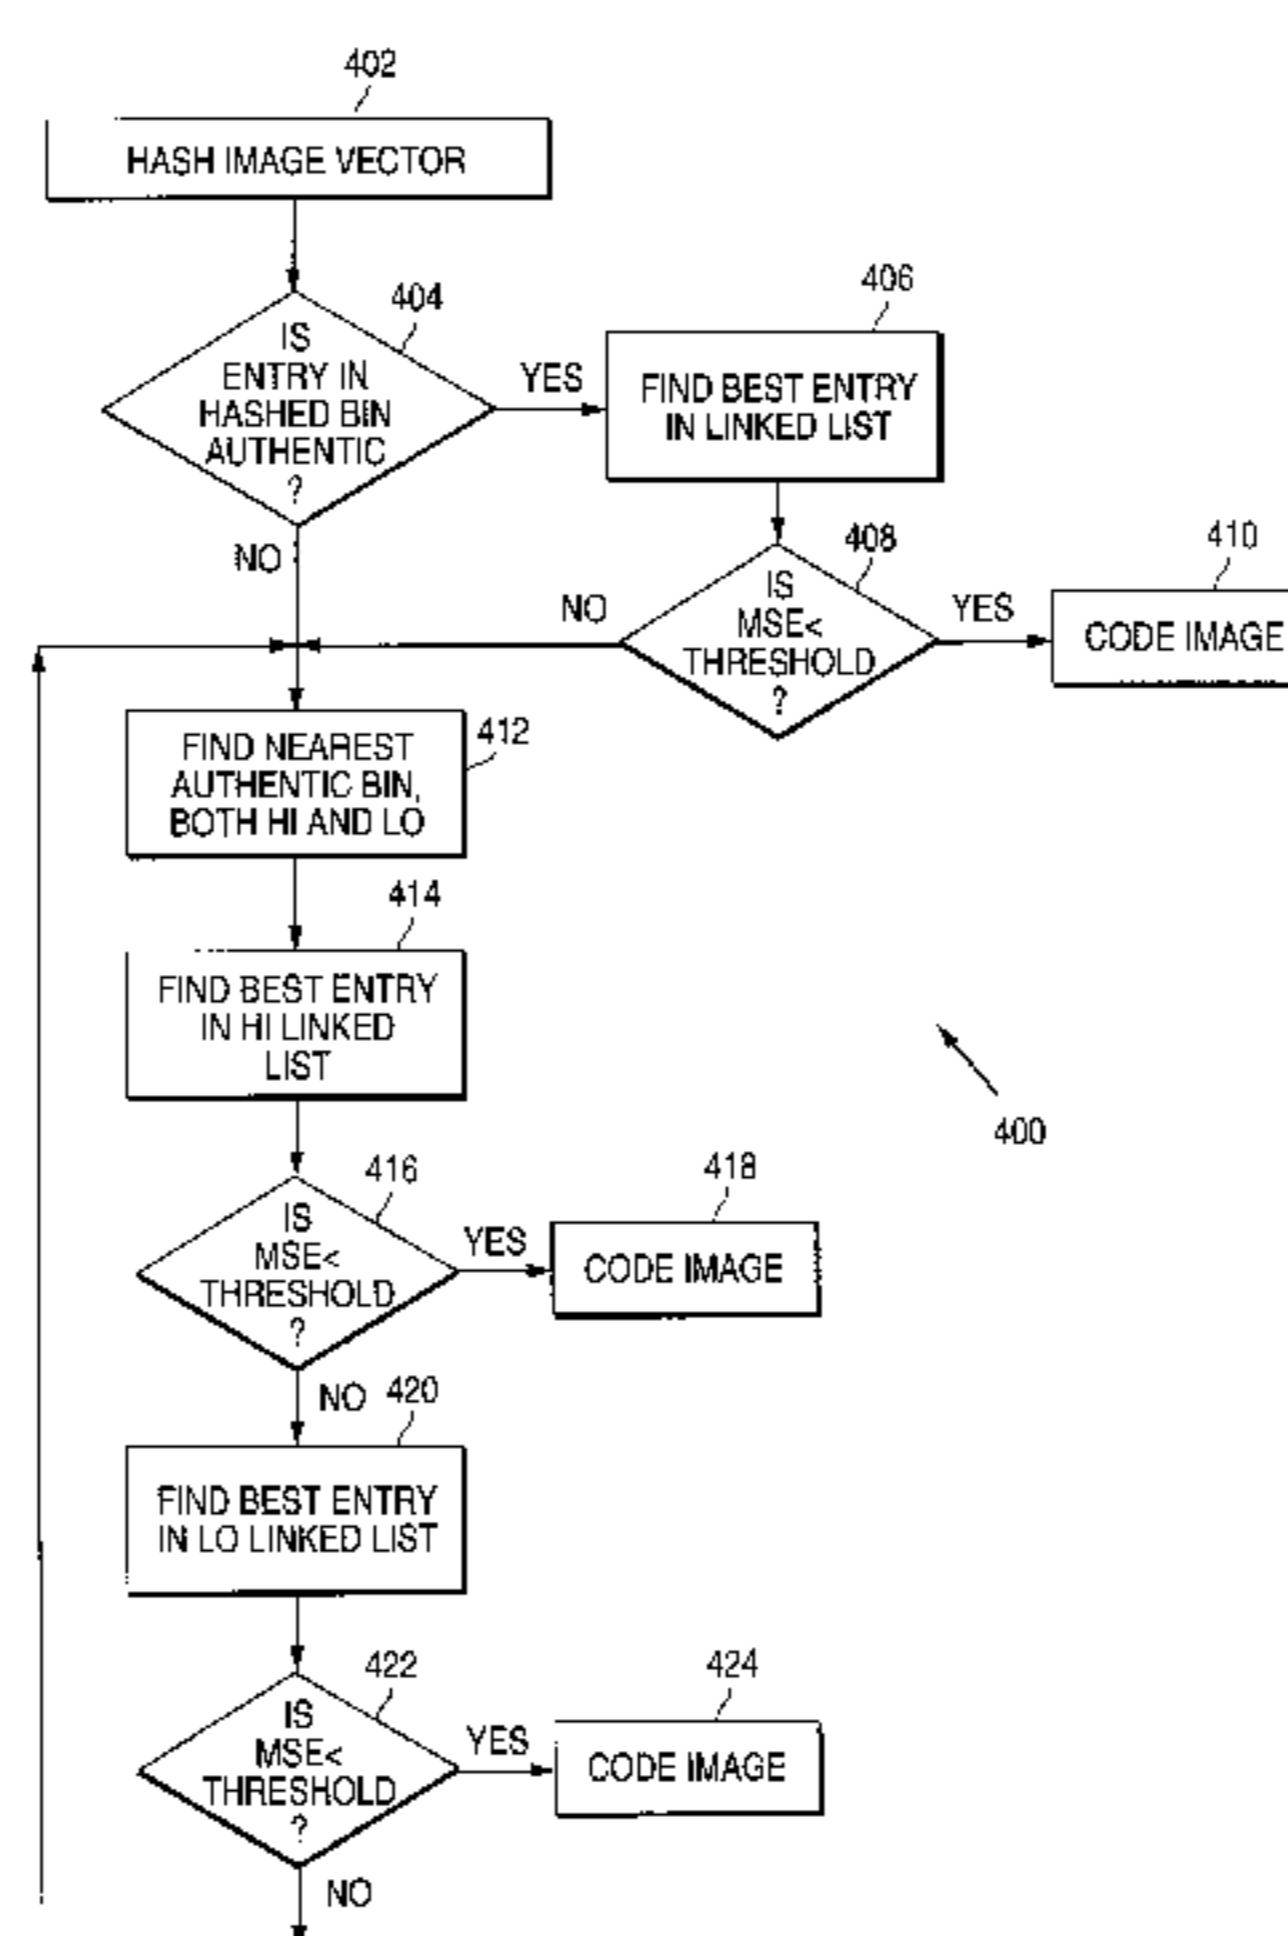 402
HASH IMAGE VECTOR
404
IS
ENTRY IN
HASHED BIN
AUTHENTIC
?
YES
NO
406
FIND BEST ENTRY
IN LINKED LIST
408
IS
MSE<
THRESHOLD
?
NO
YES
410
CODE IMAGE
412
FIND NEAREST
AUTHENTIC BIN,
BOTH HI AND LO
414
FIND BEST ENTRY
IN HI LINKED
LIST
400
416
IS
MSE<
THRESHOLD
?
YES
418
CODE IMAGE
NO
420
FIND BEST ENTRY
IN LO LINKED LIST
422
IS
MSE<
THRESHOLD
?
YES
424
CODE IMAGE
NO